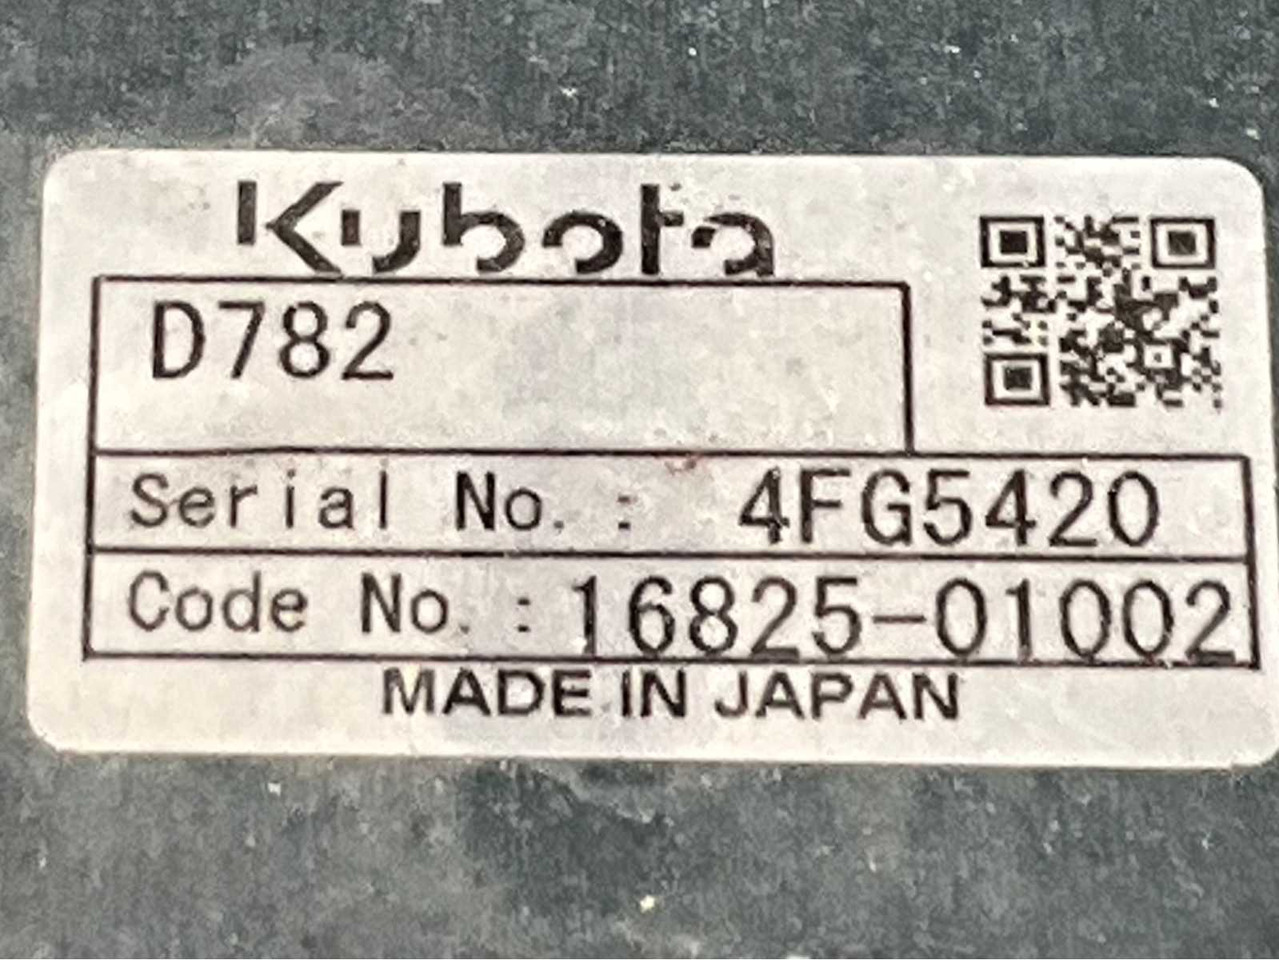 Kubota
D782
Serial No. : 4FG5420
Code No. : 16825-01002
MADE IN JAPAN